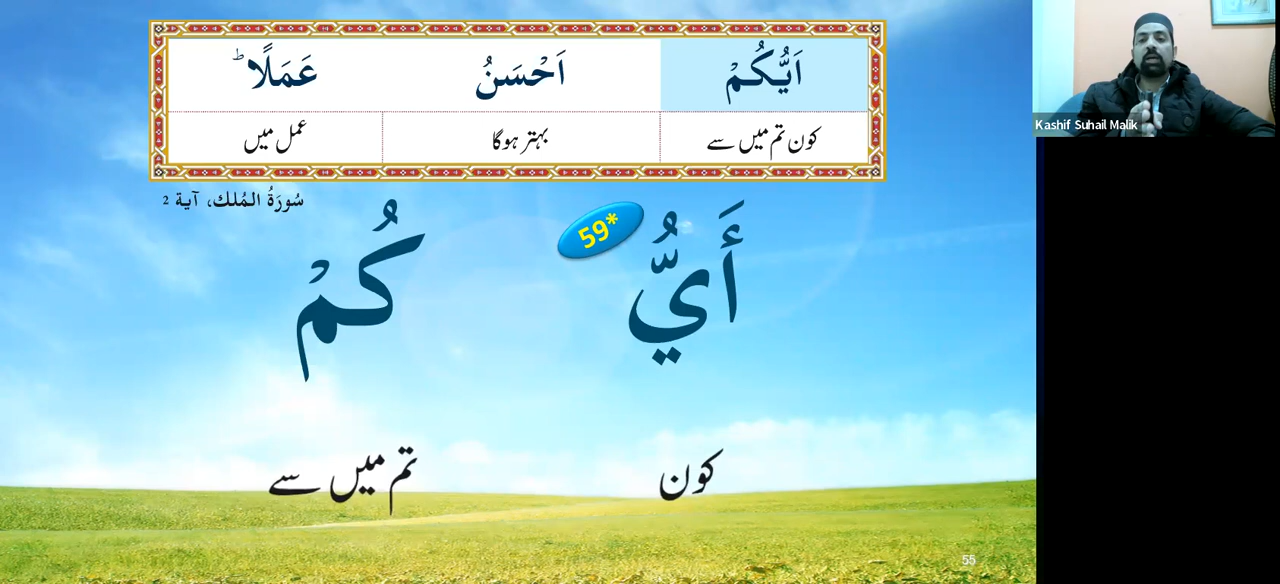 اَيُّكُمْ اَحْسَنُ عَمَلًاؕ
کون تم میں سے بہتر ہوگا عمل میں
سُورَةُ المُلك، آية 2
59*
أَيُّ كُمْ
کون تم میں سے
55
Kashif Suhail Malik